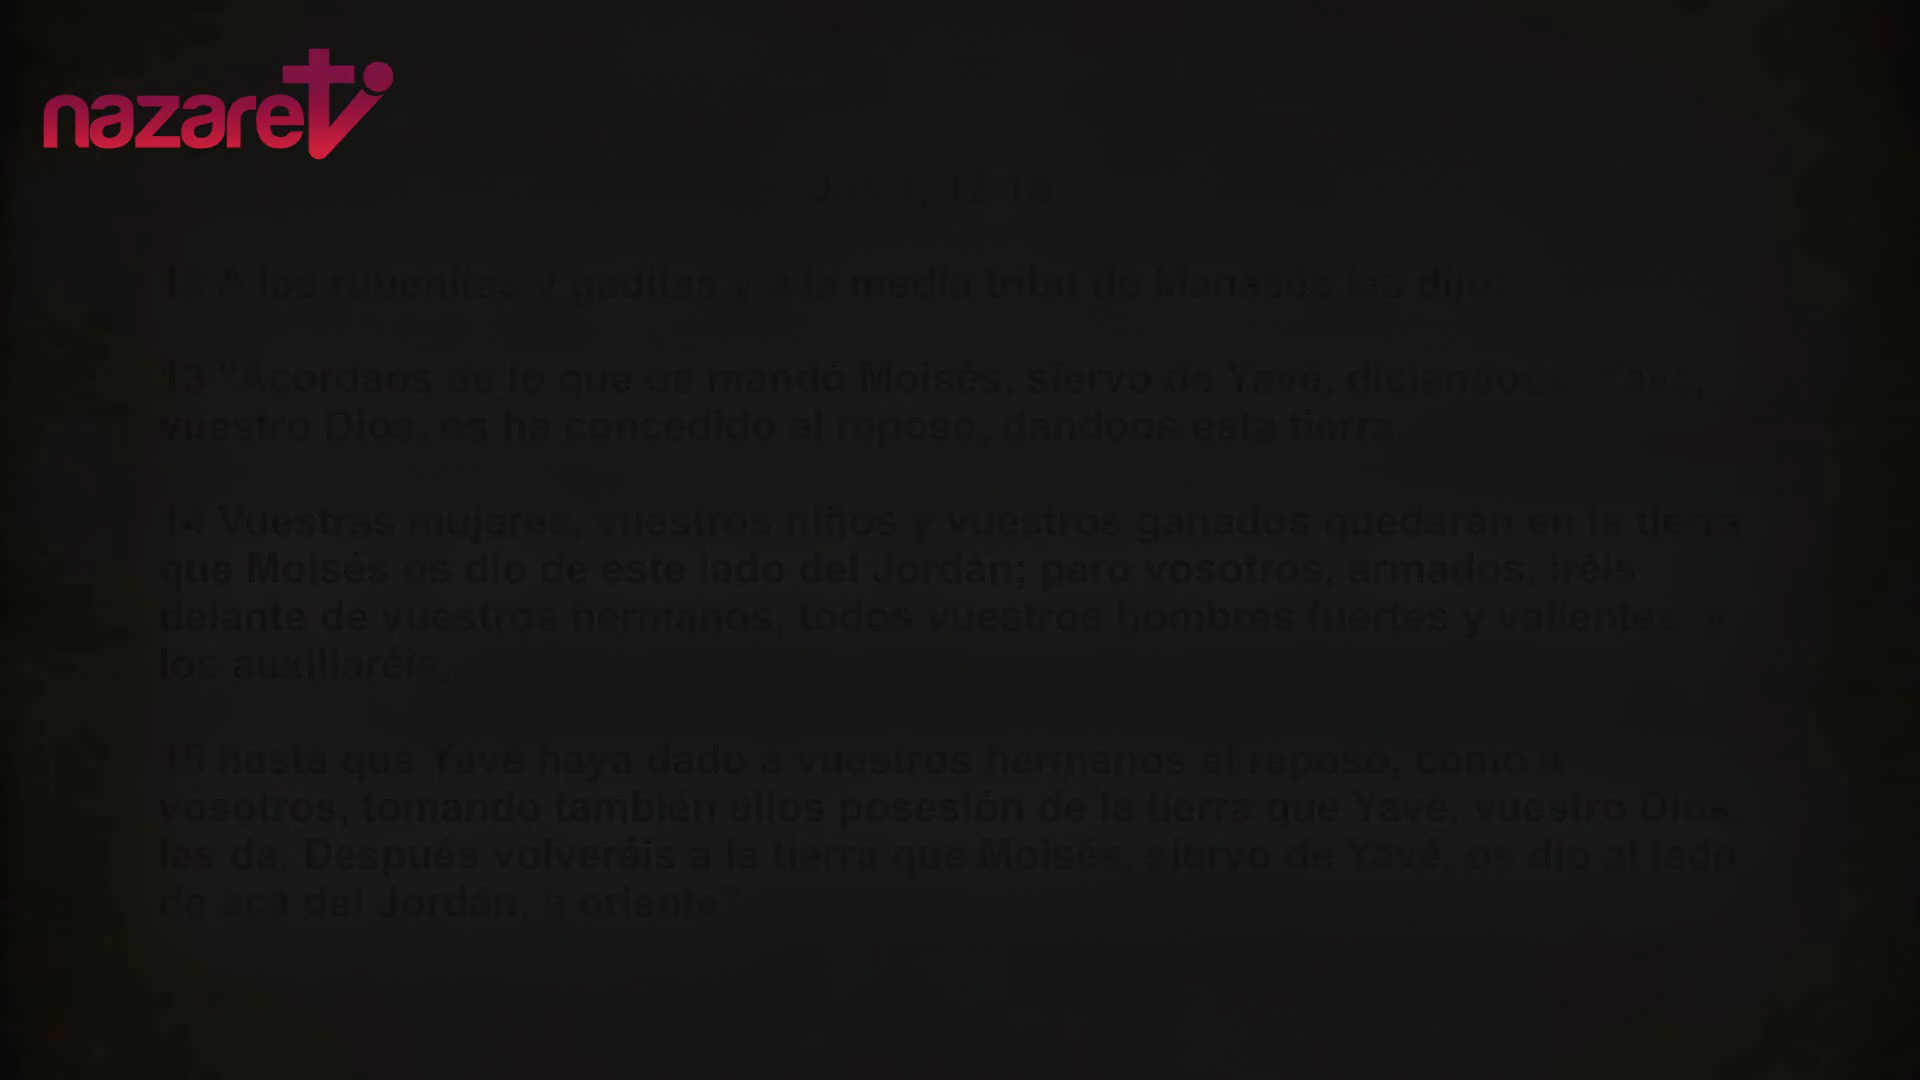 nazaretv
Jos 1, 12-18
12 A los rubenitas y gaditas y a la media tribu de Manasés les dijo:
13 "Acordaos de lo que os mandó Moisés, siervo de Yavé, diciendoos: Yavé,
vuestro Dios, os ha concedido el reposo, dandoos esta tierra.
14 Vuestras mujeres, vuestros niños y vuestros ganados quedarán en la tierra
que Moisés os dio de este lado del Jordán; pero vosotros, armados, iréis
delante de vuestros hermanos, todos vuestros hombres fuertes y valientes, y
los auxiliaréis,
15 hasta que Yavé haya dado a vuestros hermanos el reposo, como a
vosotros, tomando también ellos posesión de la tierra que Yavé, vuestro Dios,
les da. Después volveréis a la tierra que Moisés, siervo de Yavé, os dio al lado
de acá del Jordán, a oriente".